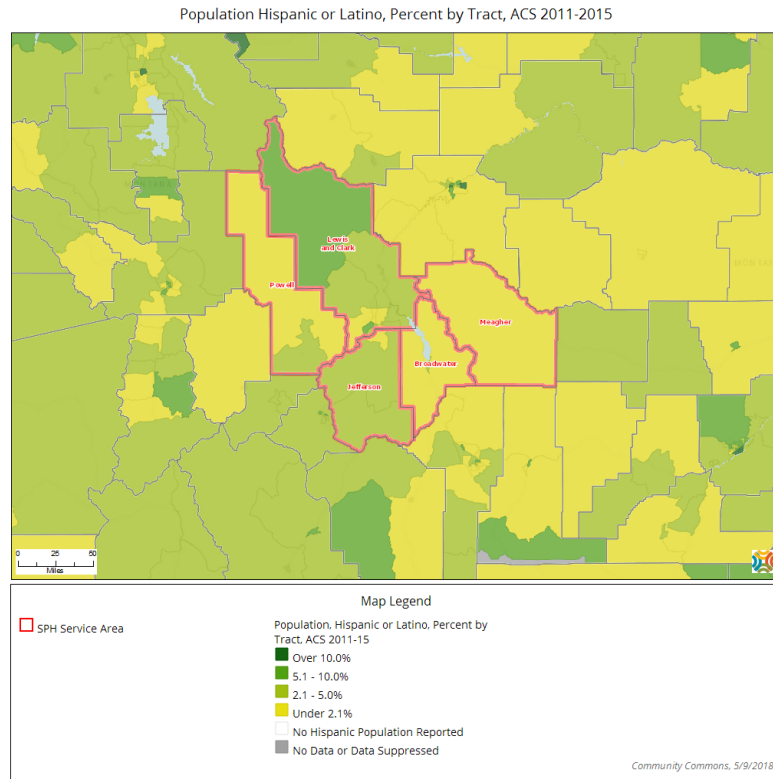 Population Hispanic or Latino, Percent by Tract, ACS 2011-2015
MONTANA
Lewis
and Clark
MONTAN
Powell
Meagher
Broadwater
Jefferson
0 25 50
Miles
Map Legend
SPH Service Area
Population, Hispanic or Latino, Percent by
Tract, ACS 2011-15
Over 10.0%
5.1 - 10.0%
2.1 - 5.0%
Under 2.1%
No Hispanic Population Reported
No Data or Data Suppressed
Community Commons, 5/9/2018